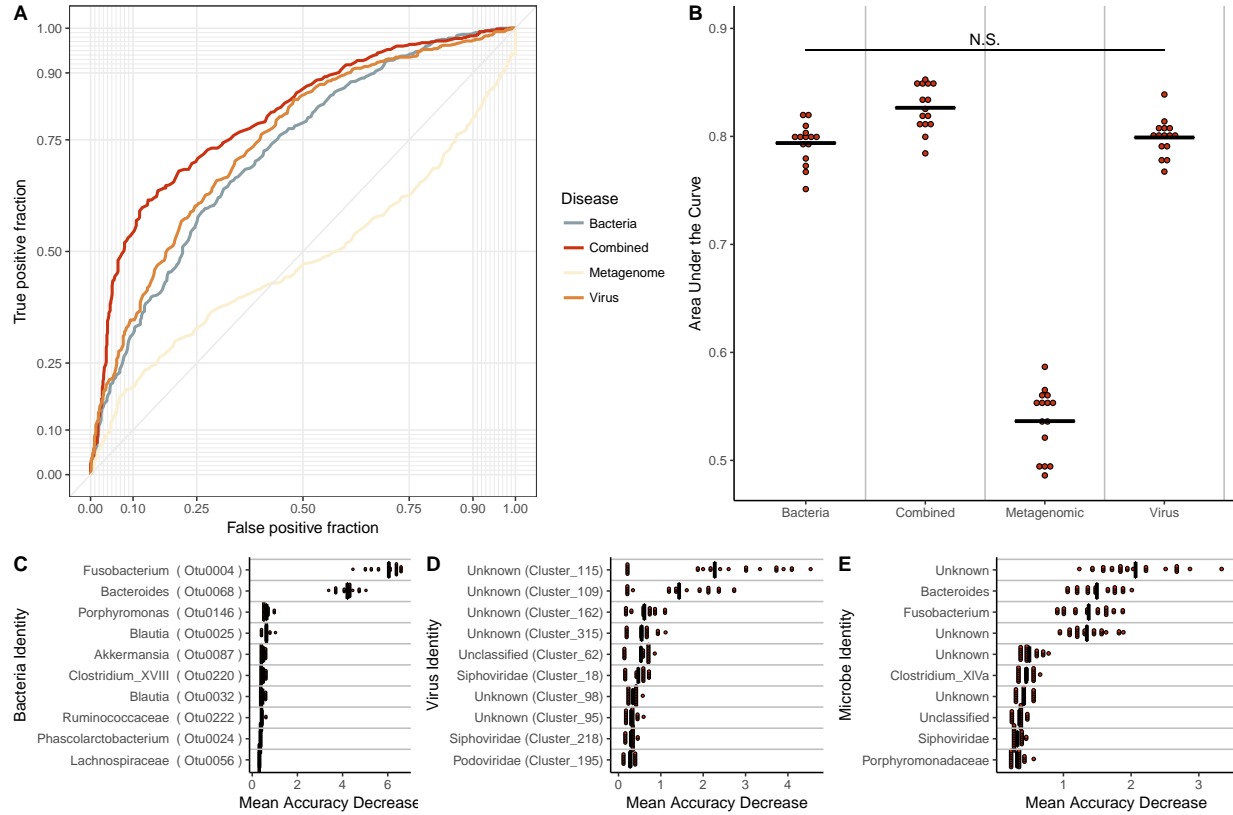 A
1.00
0.90
0.75
0.50
0.25
0.10
0.00
True positive fraction
0.00 0.10 0.25 0.50 0.75 0.90 1.00
False positive fraction
Disease
Bacteria
Combined
Metagenome
Virus
B
N.S.
0.9
0.8
0.7
0.6
0.5
Area Under the Curve
Bacteria Combined Metagenomic Virus
C
Bacteria Identity
Fusobacterium ( Otu0004 )
Bacteroides ( Otu0068 )
Porphyromonas ( Otu0146 )
Blautia ( Otu0025 )
Akkermansia ( Otu0087 )
Clostridium_XVIII ( Otu0220 )
Blautia ( Otu0032 )
Ruminococcaceae ( Otu0222 )
Phascolarctobacterium ( Otu0024 )
Lachnospiraceae ( Otu0056 )
0 2 4 6
Mean Accuracy Decrease
D
Virus Identity
Unknown (Cluster_115)
Unknown (Cluster_109)
Unknown (Cluster_162)
Unknown (Cluster_315)
Unclassified (Cluster_62)
Siphoviridae (Cluster_18)
Unknown (Cluster_98)
Unknown (Cluster_95)
Siphoviridae (Cluster_218)
Podoviridae (Cluster_195)
0 1 2 3 4
Mean Accuracy Decrease
E
Microbe Identity
Unknown
Bacteroides
Fusobacterium
Unknown
Unknown
Clostridium_XIVa
Unknown
Unclassified
Siphoviridae
Porphyromonadaceae
1 2 3
Mean Accuracy Decrease